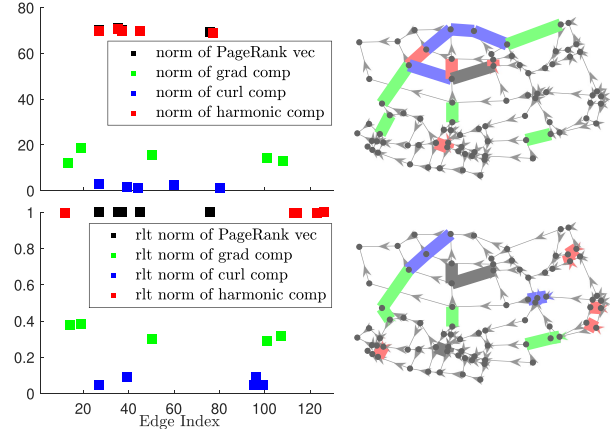 80
60
40
20
0
norm of PageRank vec
norm of grad comp
norm of curl comp
norm of harmonic comp
1
0.8
0.6
0.4
0.2
0
rlt norm of PageRank vec
rlt norm of grad comp
rlt norm of curl comp
rlt norm of harmonic comp
20 40 60 80 100 120
Edge Index